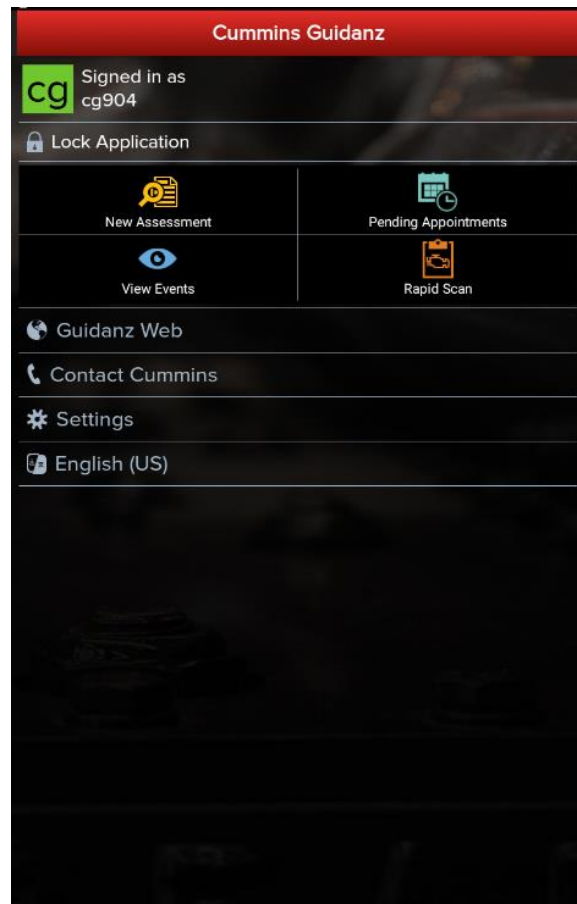 Cummins Guidanz
cg
Signed in as
cg904
Lock Application
New Assessment
Pending Appointments
View Events
Rapid Scan
Guidanz Web
Contact Cummins
Settings
English (US)